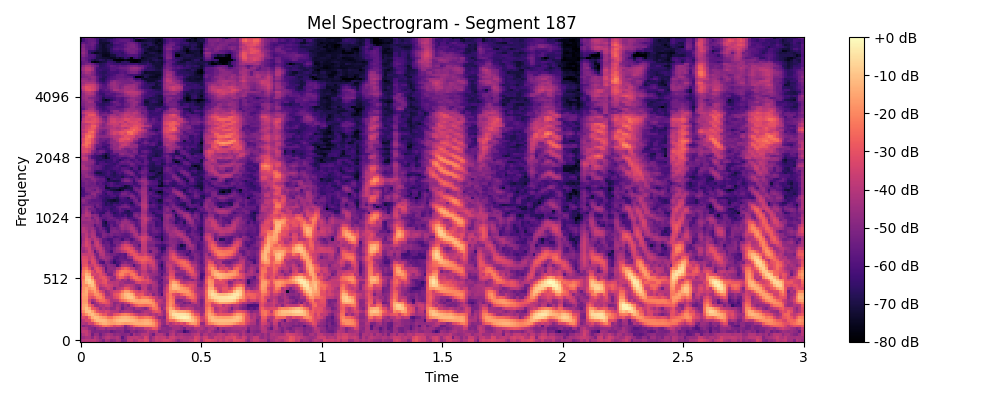 Mel Spectrogram - Segment 187
Frequency
4096
2048
1024
512
0
0
0.5
1
1.5
2
2.5
3
Time
+0 dB
-10 dB
-20 dB
-30 dB
-40 dB
-50 dB
-60 dB
-70 dB
-80 dB